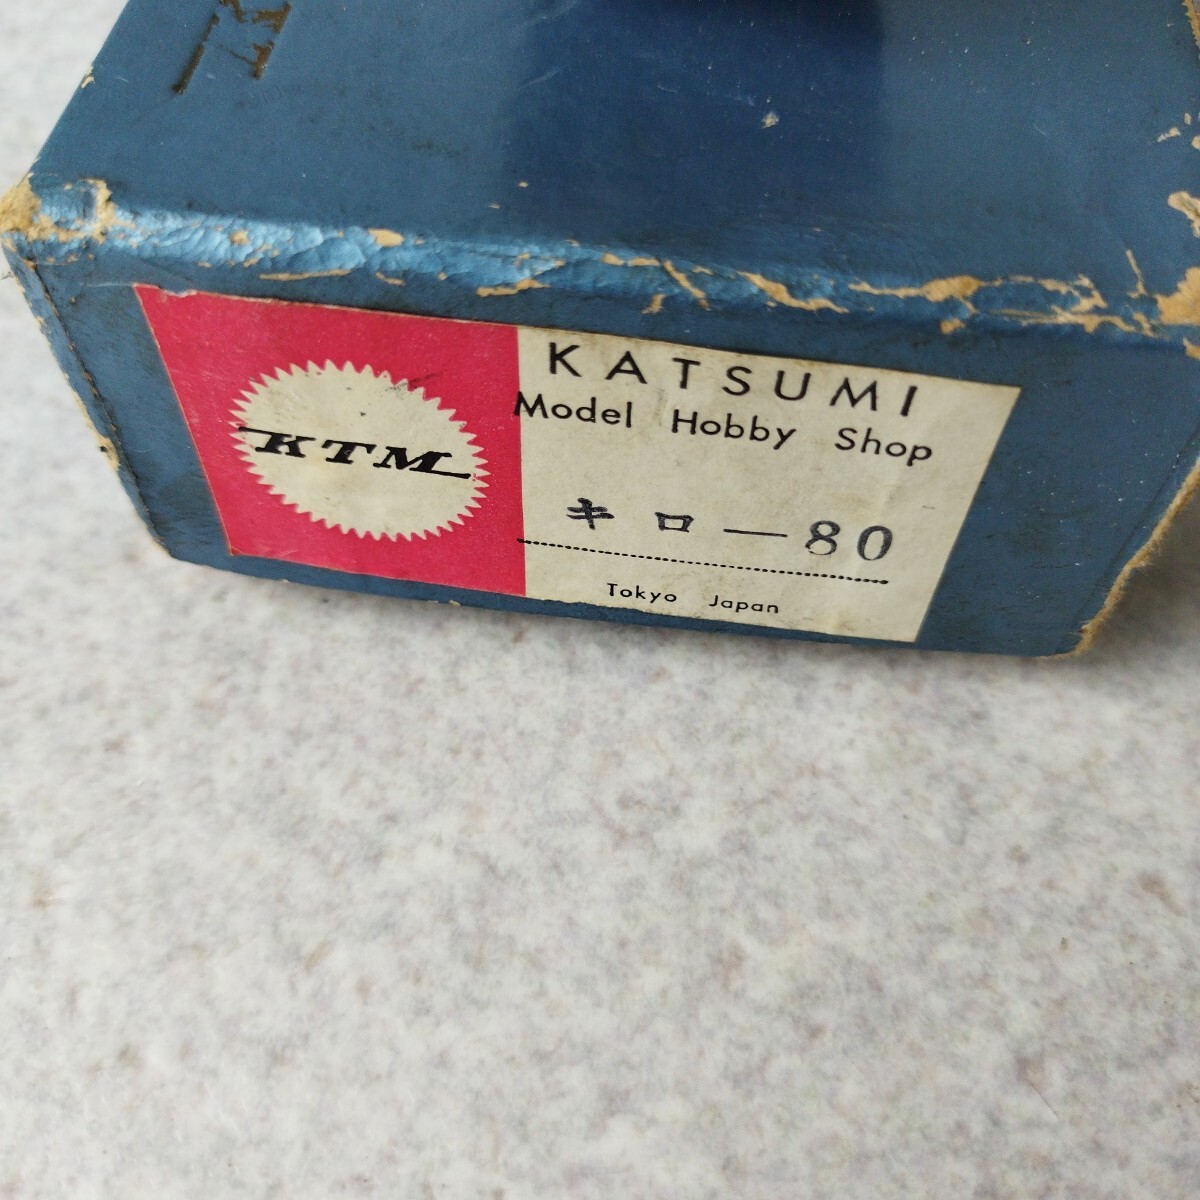 KTM
KATSUMI
Model Hobby Shop
キロ—80
Tokyo Japan